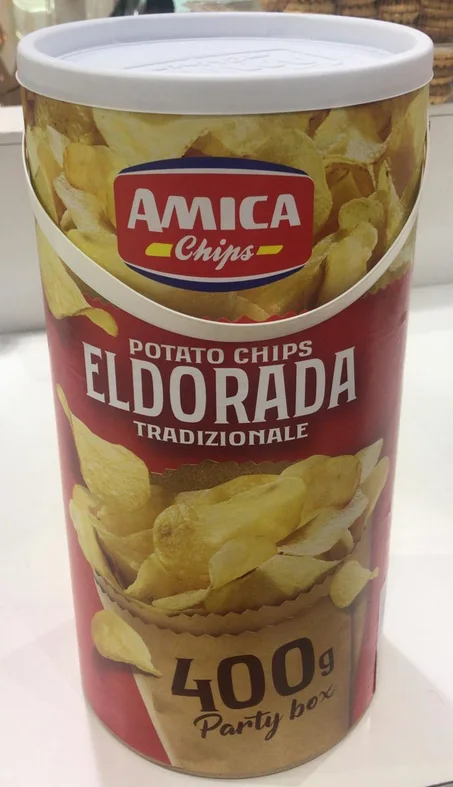 AMICA
Chips
POTATO CHIPS
ELDORADA
TRADIZIONALE
400g
Party box